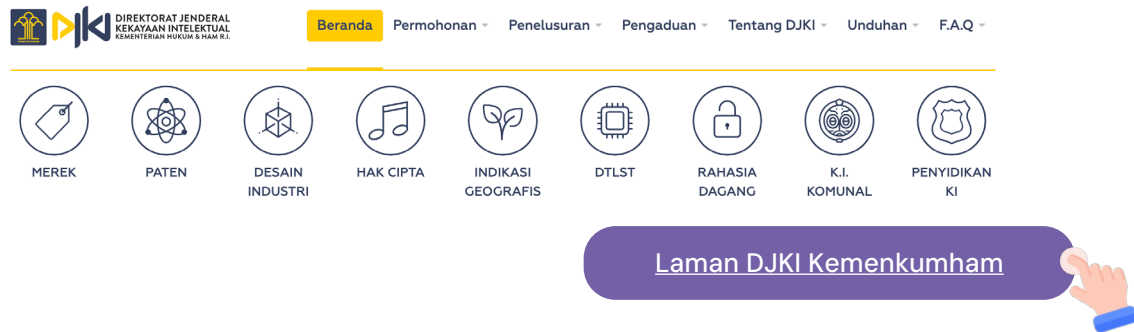 DIREKTORAT JENDERAL
KEKAYAAN INTELEKTUAL
KEMENTERIAN HUKUM & HAM R.I.
Beranda Permohonan Penelusuran Pengaduan Tentang DJKI Unduhan F.A.Q
MEREK PATEN DESAIN HAK CIPTA INDIKASI DTLST RAHASIA K.I. PENYIDIKAN
INDUSTRI GEOGRAFIS DAGANG KOMUNAL KI
Laman DJKI Kemenkumham